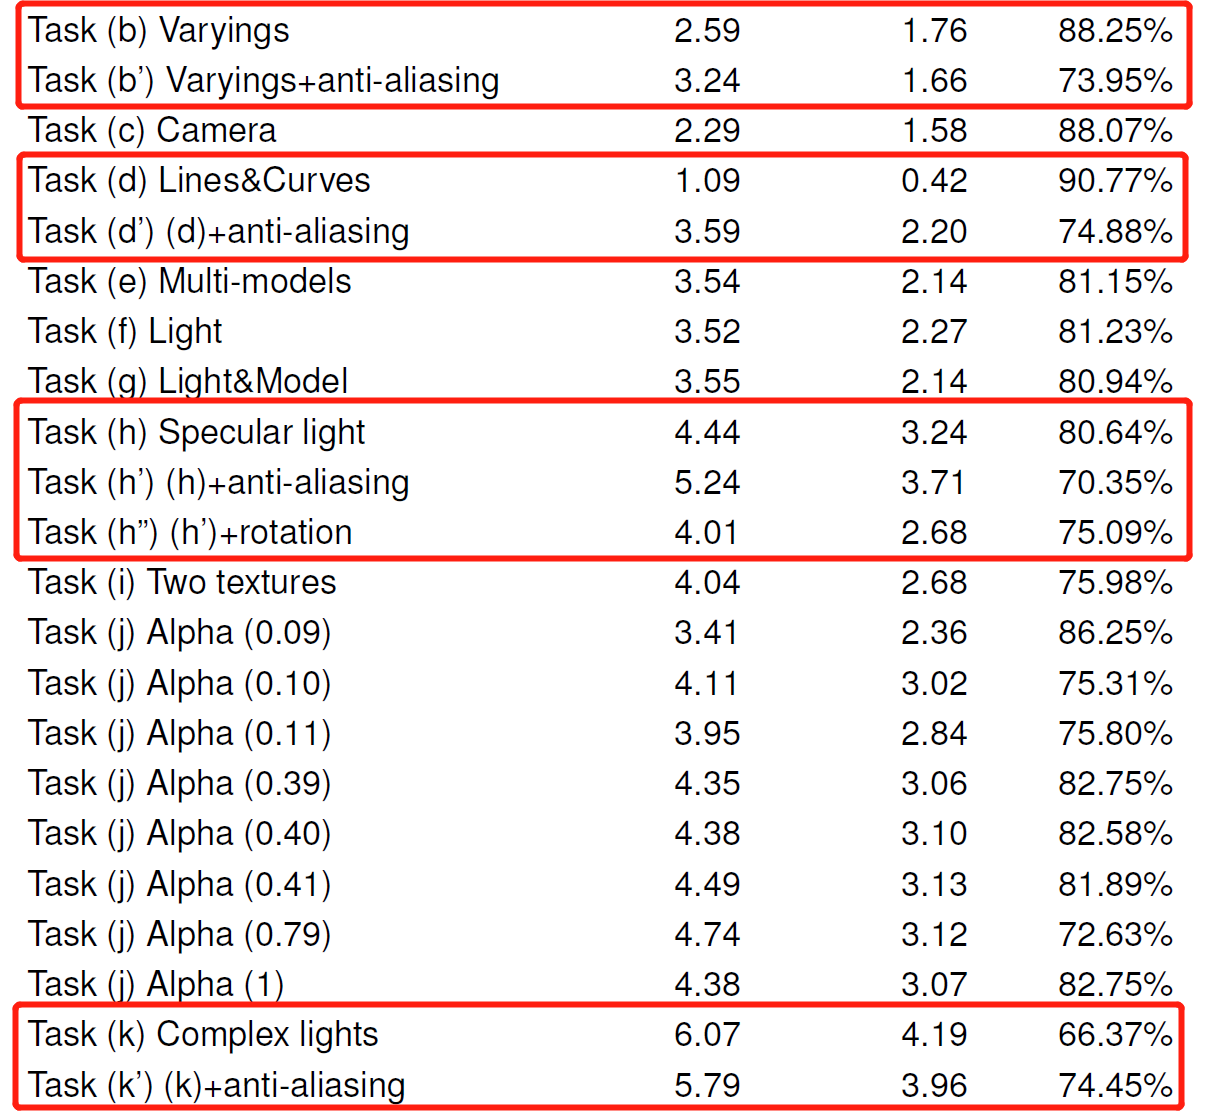 Task (b) Varyings 2.59 1.76 88.25%
Task (b’) Varyings+anti-aliasing 3.24 1.66 73.95%
Task (c) Camera 2.29 1.58 88.07%
Task (d) Lines&Curves 1.09 0.42 90.77%
Task (d’) (d)+anti-aliasing 3.59 2.20 74.88%
Task (e) Multi-models 3.54 2.14 81.15%
Task (f) Light 3.52 2.27 81.23%
Task (g) Light&Model 3.55 2.14 80.94%
Task (h) Specular light 4.44 3.24 80.64%
Task (h’) (h)+anti-aliasing 5.24 3.71 70.35%
Task (h”) (h’)+rotation 4.01 2.68 75.09%
Task (i) Two textures 4.04 2.68 75.98%
Task (j) Alpha (0.09) 3.41 2.36 86.25%
Task (j) Alpha (0.10) 4.11 3.02 75.31%
Task (j) Alpha (0.11) 3.95 2.84 75.80%
Task (j) Alpha (0.39) 4.35 3.06 82.75%
Task (j) Alpha (0.40) 4.38 3.10 82.58%
Task (j) Alpha (0.41) 4.49 3.13 81.89%
Task (j) Alpha (0.79) 4.74 3.12 72.63%
Task (j) Alpha (1) 4.38 3.07 82.75%
Task (k) Complex lights 6.07 4.19 66.37%
Task (k’) (k)+anti-aliasing 5.79 3.96 74.45%